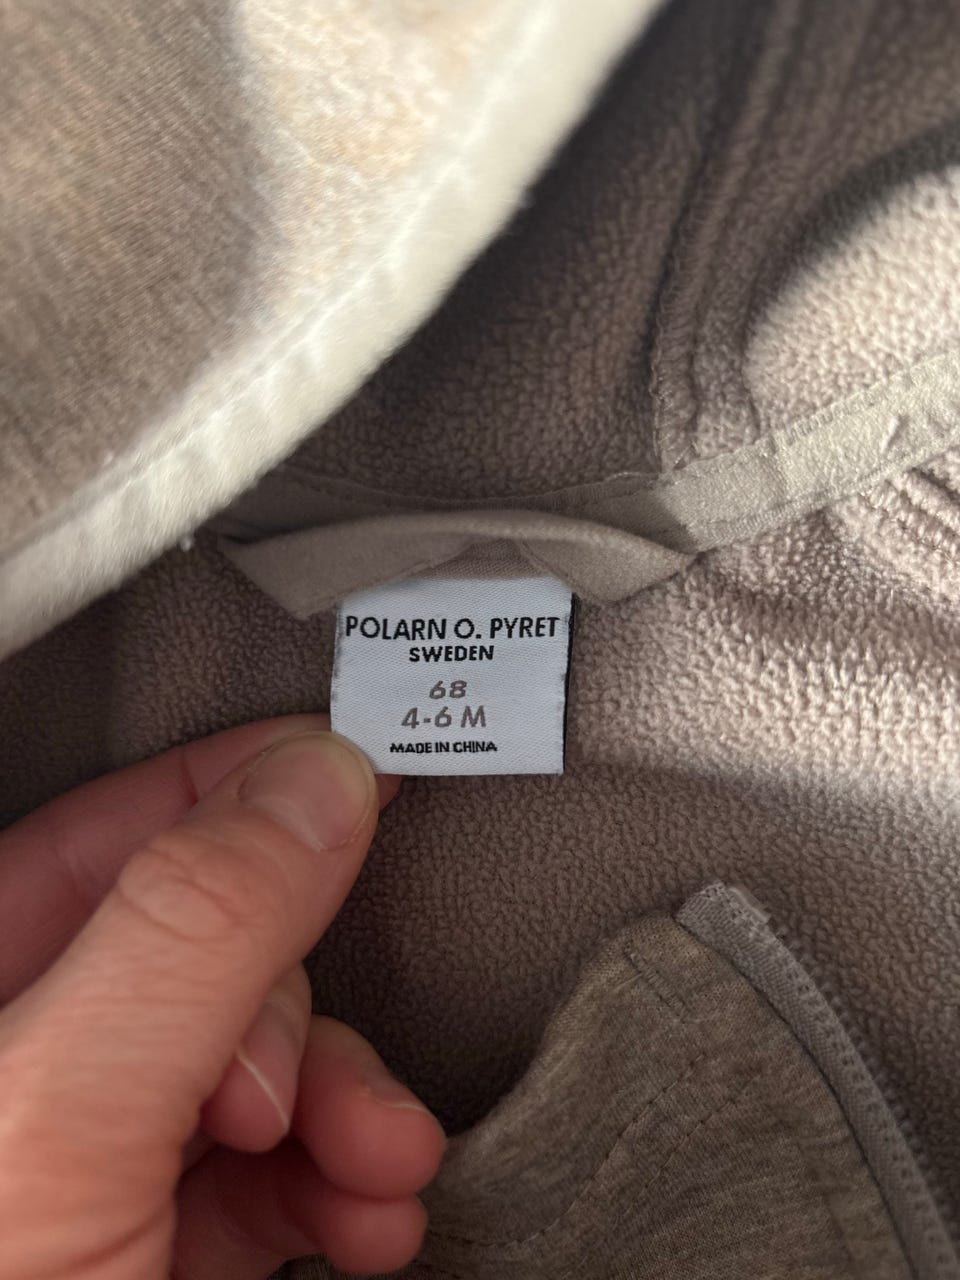 POLARN O. PYRET
SWEDEN
68
4-6 M
MADE IN CHINA